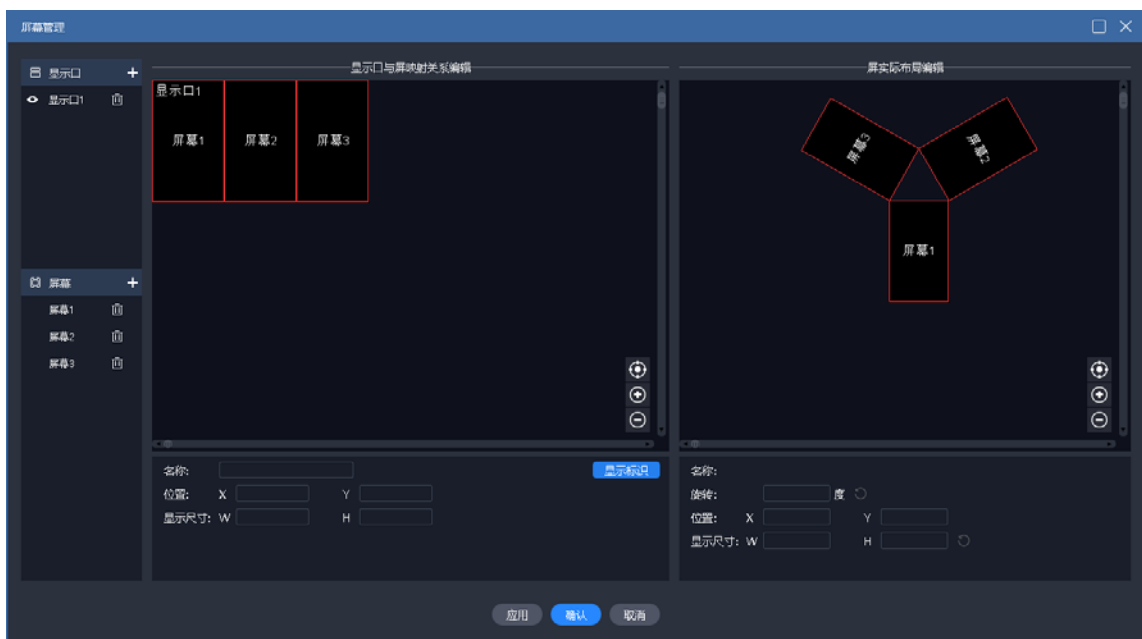 屏幕管理
显示口 +
显示口1
屏幕 +
屏幕1
屏幕2
屏幕3
显示口与屏映射关系编辑
显示口1
屏幕1 屏幕2 屏幕3
名称: 显示标识
位置: X Y
显示尺寸: W H
屏实际布局编辑
屏幕3 屏幕2
屏幕1
名称:
旋转: 度
位置: X Y
显示尺寸: W H
应用 确认 取消